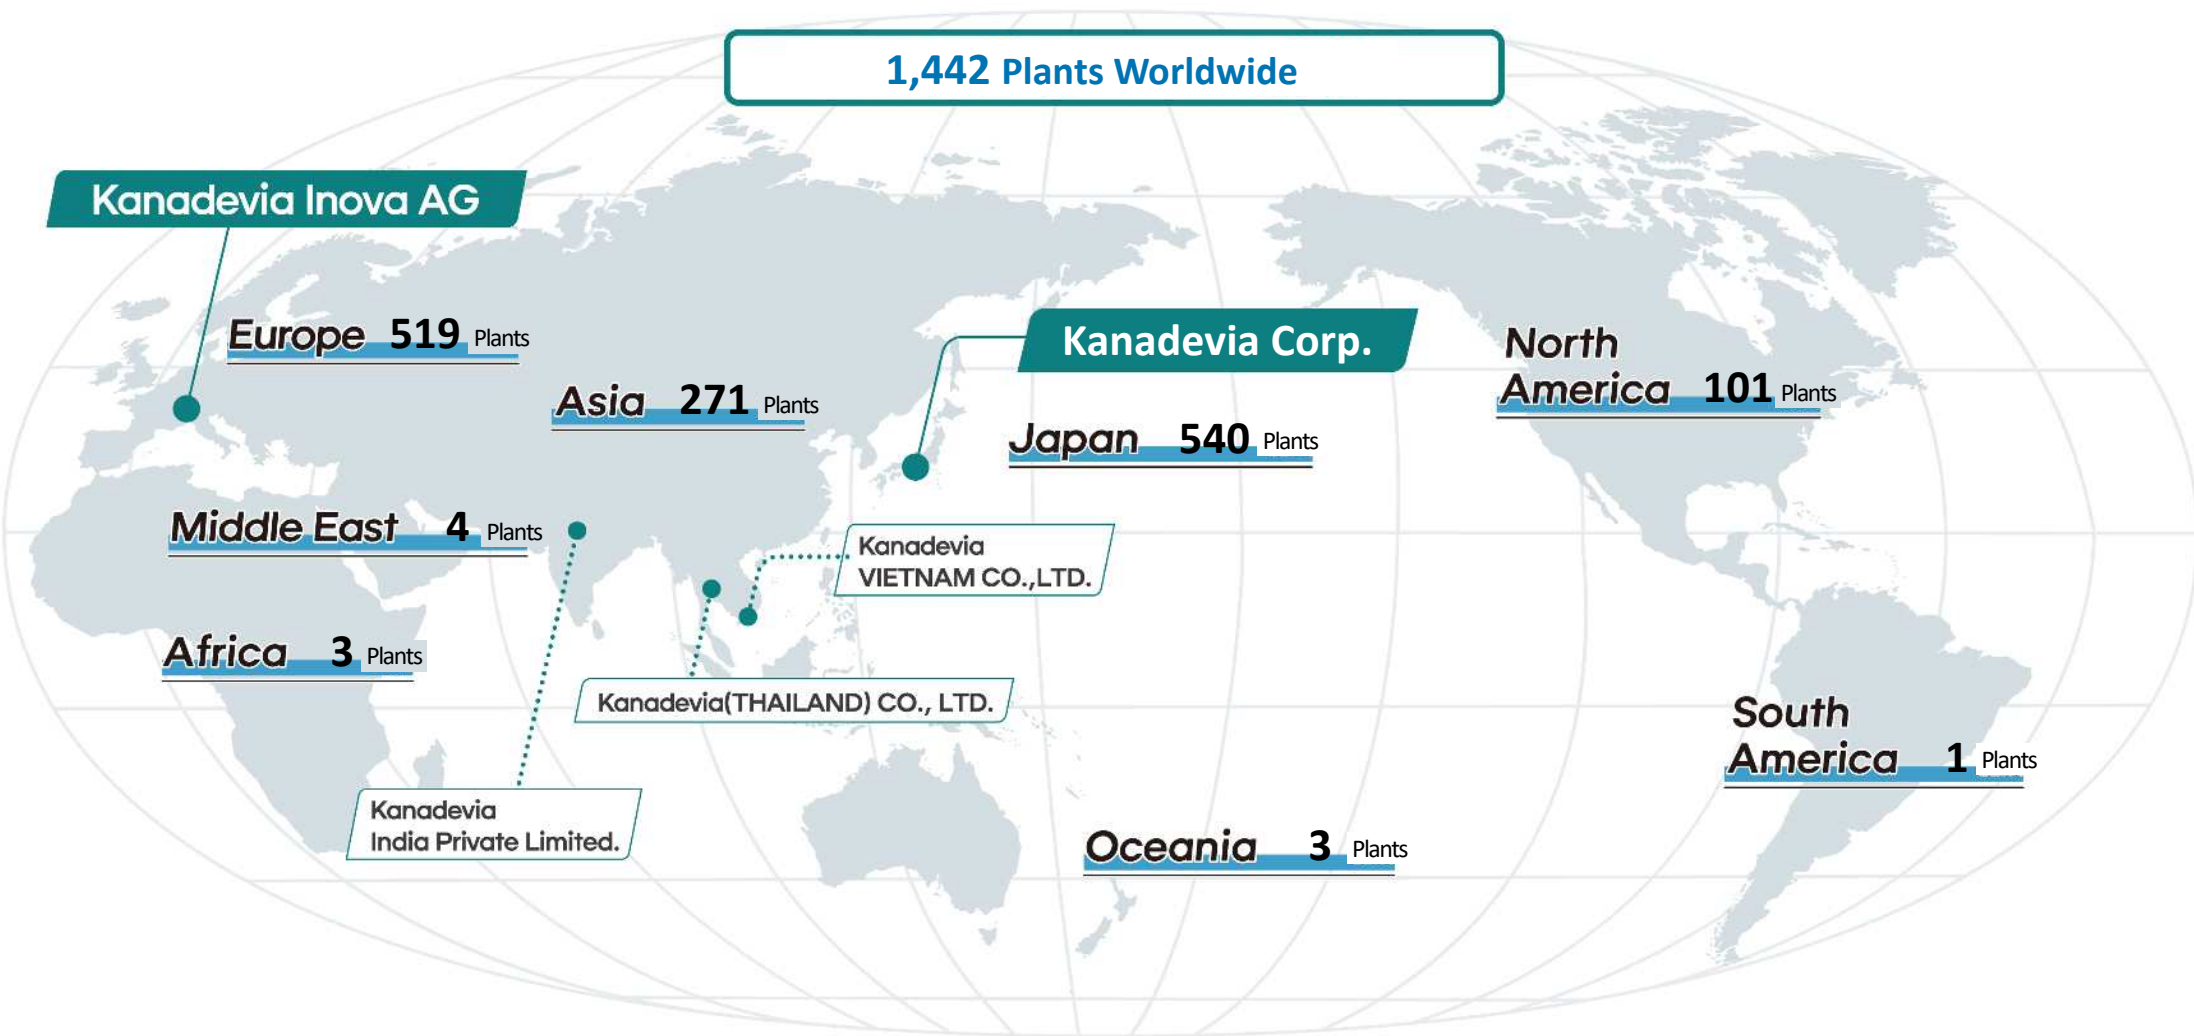 1,442 Plants Worldwide
Kanadevia Inova AG
Europe 519 Plants
Kanadevia Corp.
North
America 101 Plants
Asia 271 Plants
Japan 540 Plants
Middle East 4 Plants
Kanadevia
VIETNAM CO.,LTD.
Africa 3 Plants
Kanadevia(THAILAND) CO., LTD.
South
America 1 Plants
Kanadevia
India Private Limited.
Oceania 3 Plants